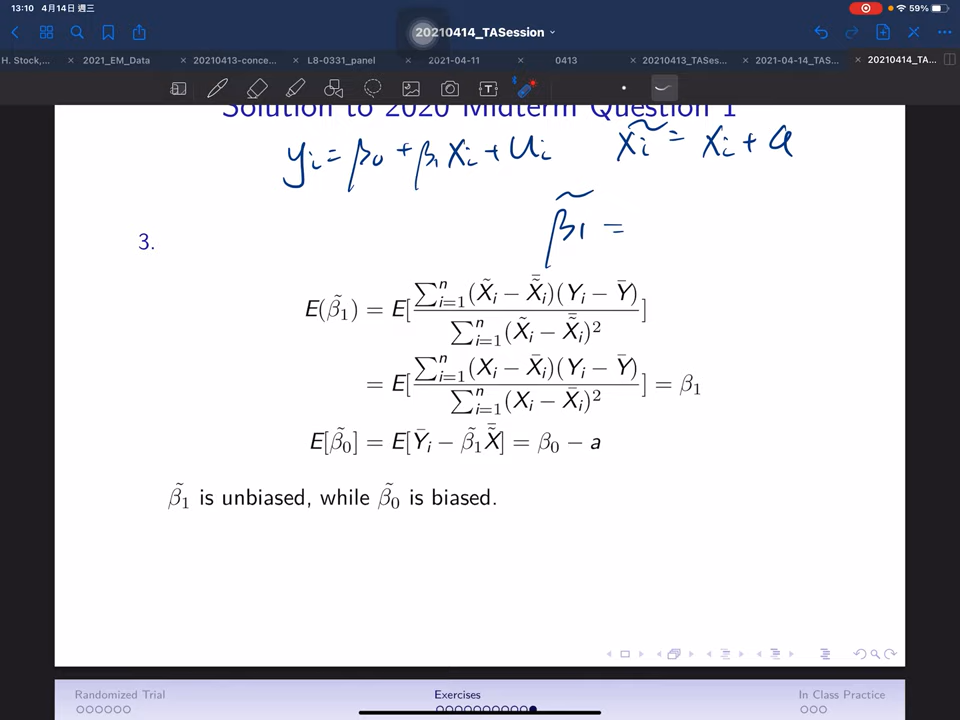 13:10 4月14日 週三
59%
20210414_TASession
H. Stock,...
2021_EM_Data
20210413-conce...
L8-0331_panel
2021-04-11
0413
20210413_TASes...
2021-04-14_TAS...
20210414_TA...
Solution to 2020 Midterm Question 1
yᵢ = β₀ + β₁ Xᵢ + Uᵢ
X̃ᵢ = Xᵢ + a
β̃₁ =
3.
E(β̃₁) = E[ ∑ⁿᵢ₌₁(X̃ᵢ − X̃̄ᵢ)(Yᵢ − Ȳ) / ∑ⁿᵢ₌₁(X̃ᵢ − X̃̄ᵢ)² ]
= E[ ∑ⁿᵢ₌₁(Xᵢ − X̄ᵢ)(Yᵢ − Ȳ) / ∑ⁿᵢ₌₁(Xᵢ − X̄ᵢ)² ] = β₁
E[β̃₀] = E[Ȳᵢ − β̃₁X̃̄] = β₀ − a
β̃₁ is unbiased, while β̃₀ is biased.
Randomized Trial
Exercises
In Class Practice